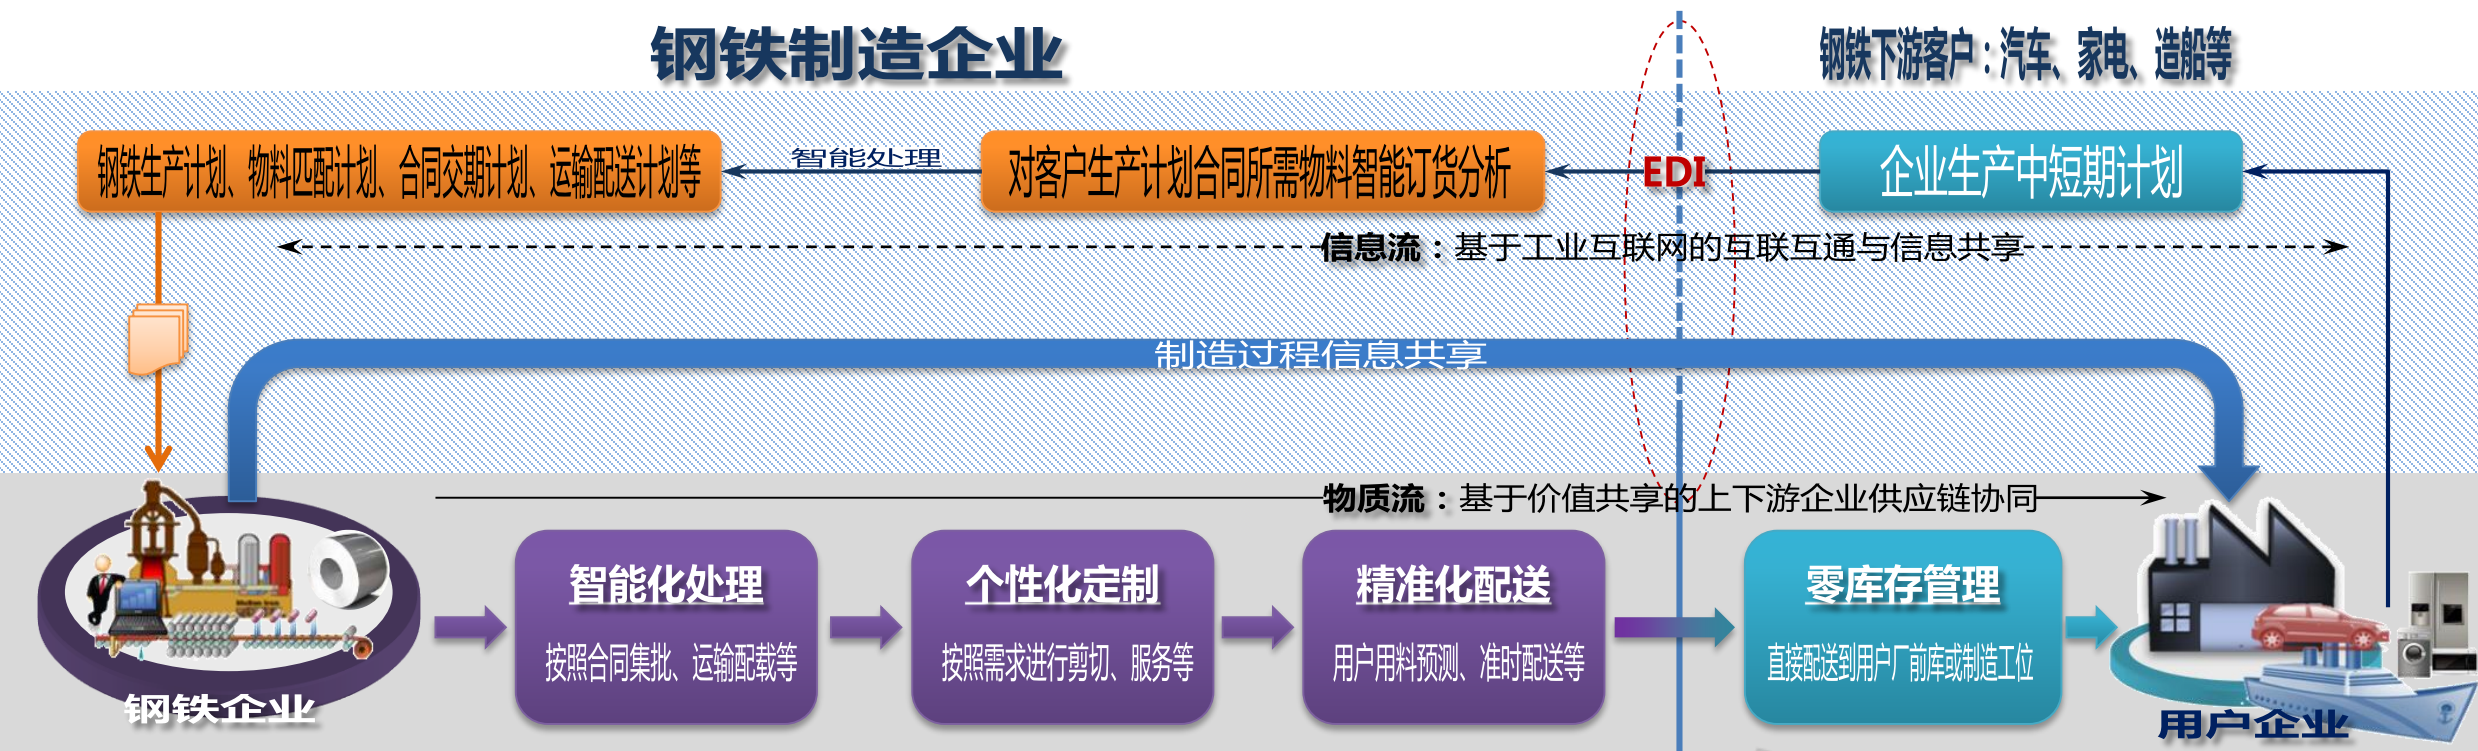 钢铁制造企业
钢铁下游客户：汽车、家电、造船等
钢铁生产计划、物料匹配计划、合同交期计划、运输配送计划等
智能处理
对客户生产计划合同所需物料智能订货分析
EDI
企业生产中短期计划
信息流：基于工业互联网的互联互通与信息共享
制造过程信息共享
物质流：基于价值共享的上下游企业供应链协同
智能化处理
按照合同集批、运输配载等
个性化定制
按照需求进行剪切、服务等
精准化配送
用户用料预测、准时配送等
零库存管理
直接配送到用户厂前库或制造工位
钢铁企业
用户企业